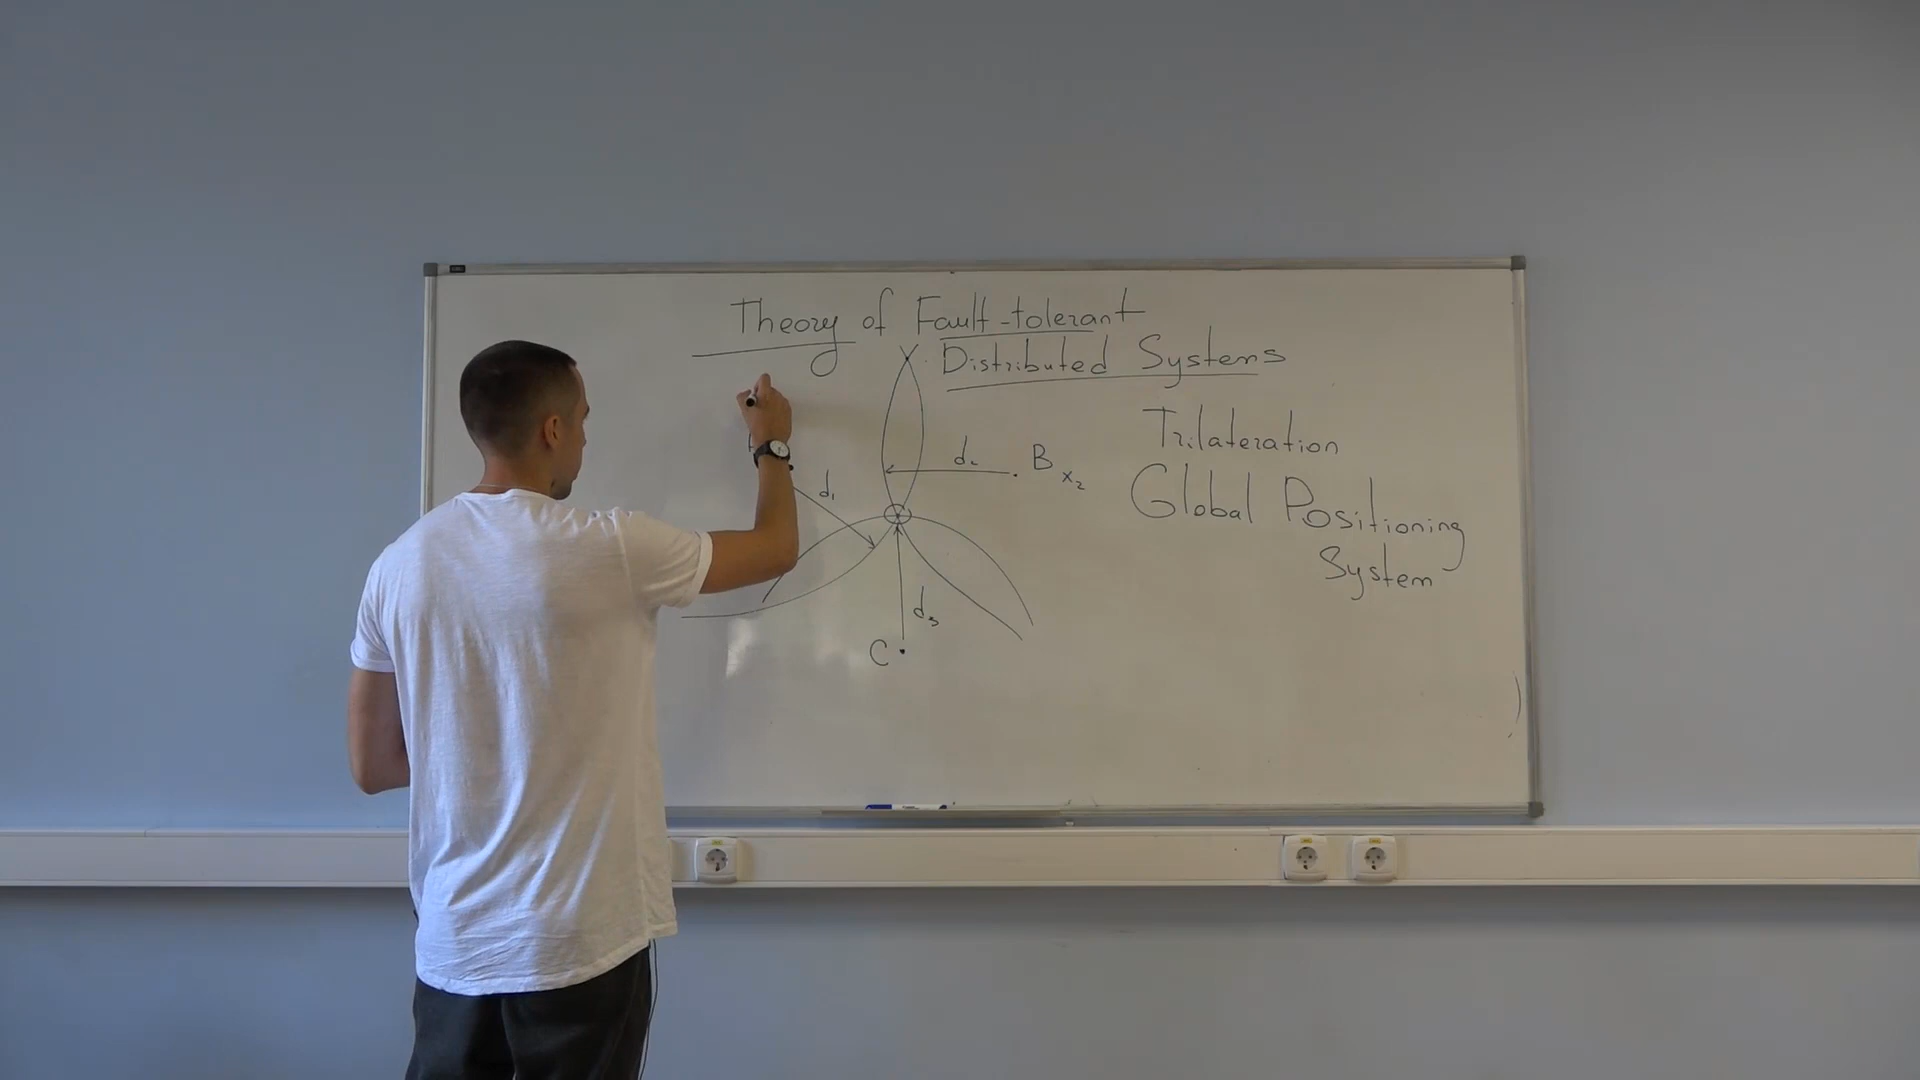 Theory of Fault-tolerant
Distributed Systems
Trilateration
Global Positioning
System
d₂
B x₂
d₁
d₃
C